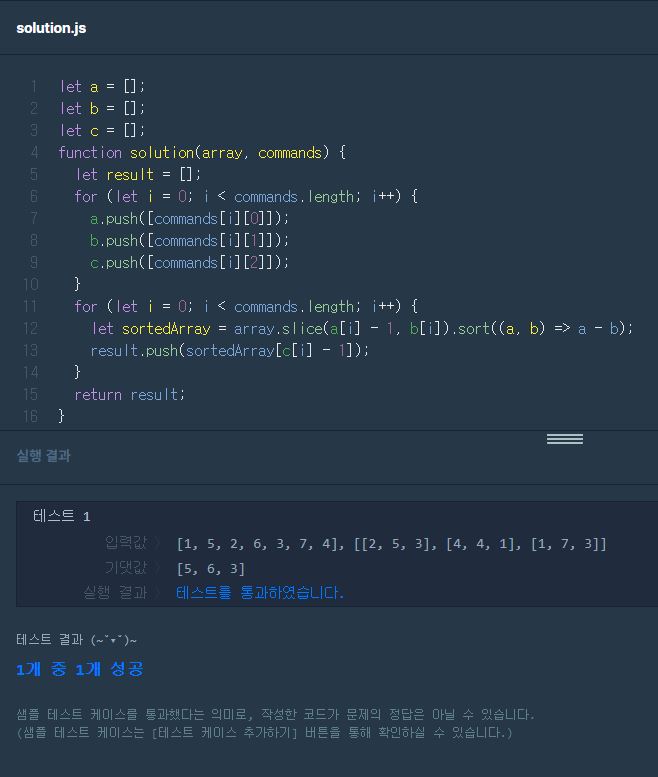 solution.js
1 let a = [];
2 let b = [];
3 let c = [];
4 function solution(array, commands) {
5 let result = [];
6 for (let i = 0; i < commands.length; i++) {
7 a.push([commands[i][0]]);
8 b.push([commands[i][1]]);
9 c.push([commands[i][2]]);
10 }
11 for (let i = 0; i < commands.length; i++) {
12 let sortedArray = array.slice(a[i] - 1, b[i]).sort((a, b) => a - b);
13 result.push(sortedArray[c[i] - 1]);
14 }
15 return result;
16 }
실행 결과
테스트 1
입력값 〉 [1, 5, 2, 6, 3, 7, 4], [[2, 5, 3], [4, 4, 1], [1, 7, 3]]
기댓값 〉 [5, 6, 3]
실행 결과 〉 테스트를 통과하였습니다.
테스트 결과 (~˘▾˘)~
1개 중 1개 성공
샘플 테스트 케이스를 통과했다는 의미로, 작성한 코드가 문제의 정답은 아닐 수 있습니다.
(샘플 테스트 케이스는 [테스트 케이스 추가하기] 버튼을 통해 확인하실 수 있습니다.)